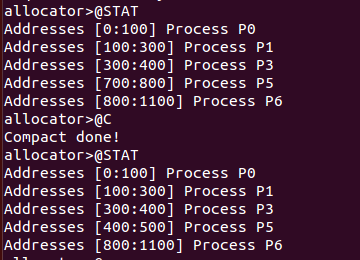 allocator>@STAT
Addresses [0:100] Process P0
Addresses [100:300] Process P1
Addresses [300:400] Process P3
Addresses [700:800] Process P5
Addresses [800:1100] Process P6
allocator>@C
Compact done!
allocator>@STAT
Addresses [0:100] Process P0
Addresses [100:300] Process P1
Addresses [300:400] Process P3
Addresses [400:500] Process P5
Addresses [800:1100] Process P6